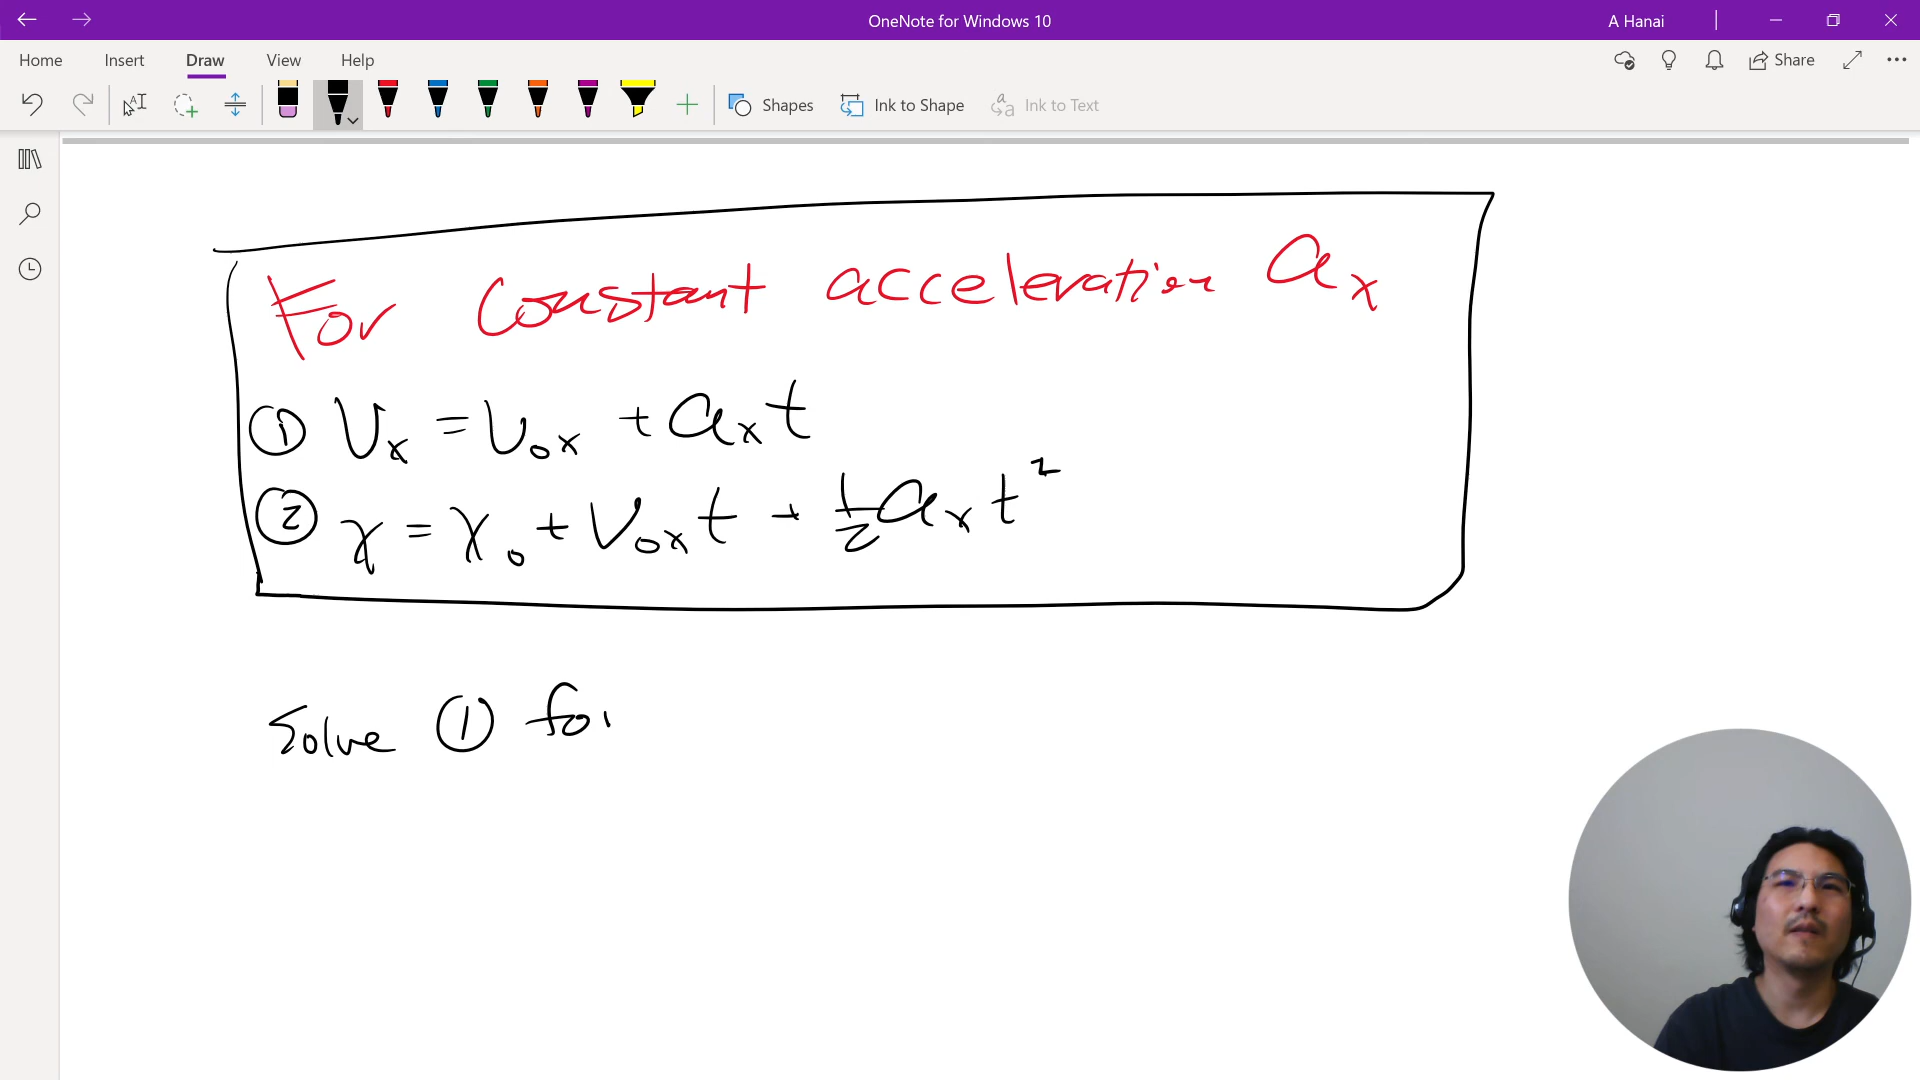 OneNote for Windows 10
A Hanai
Home Insert Draw View Help
Share
Shapes
Ink to Shape
Ink to Text
For constant acceleration aₓ
① vₓ = v₀ₓ + aₓt
② x = x₀ + v₀ₓt + ½aₓt²
Solve ① for